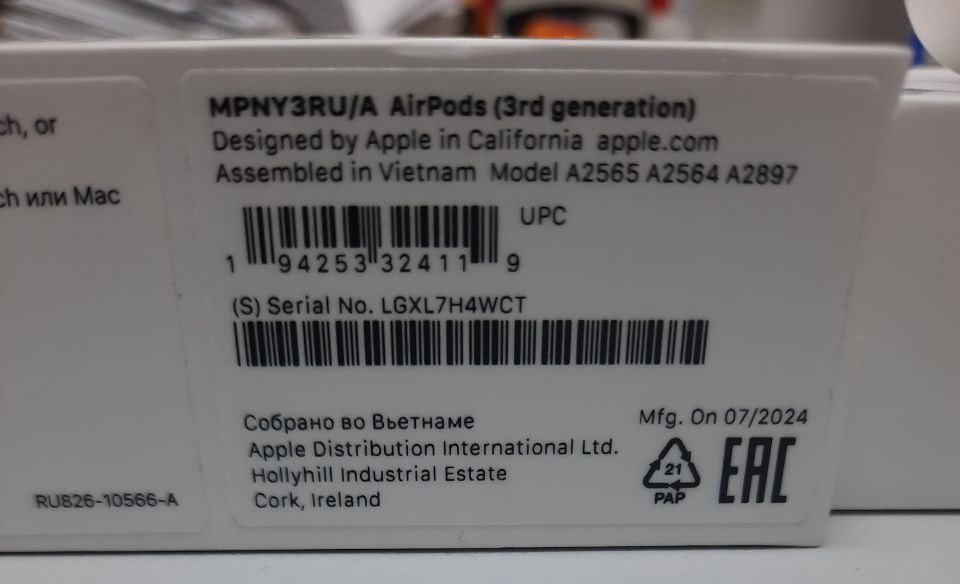 ch, or
ch или Mac
RU826-10566-A
MPNY3RU/A AirPods (3rd generation)
Designed by Apple in California apple.com
Assembled in Vietnam Model A2565 A2564 A2897
UPC
1 94253 32411 9
(S) Serial No. LGXL7H4WCT
Собрано во Вьетнаме
Apple Distribution International Ltd.
Hollyhill Industrial Estate
Cork, Ireland
Mfg. On 07/2024
21
PAP
EAC